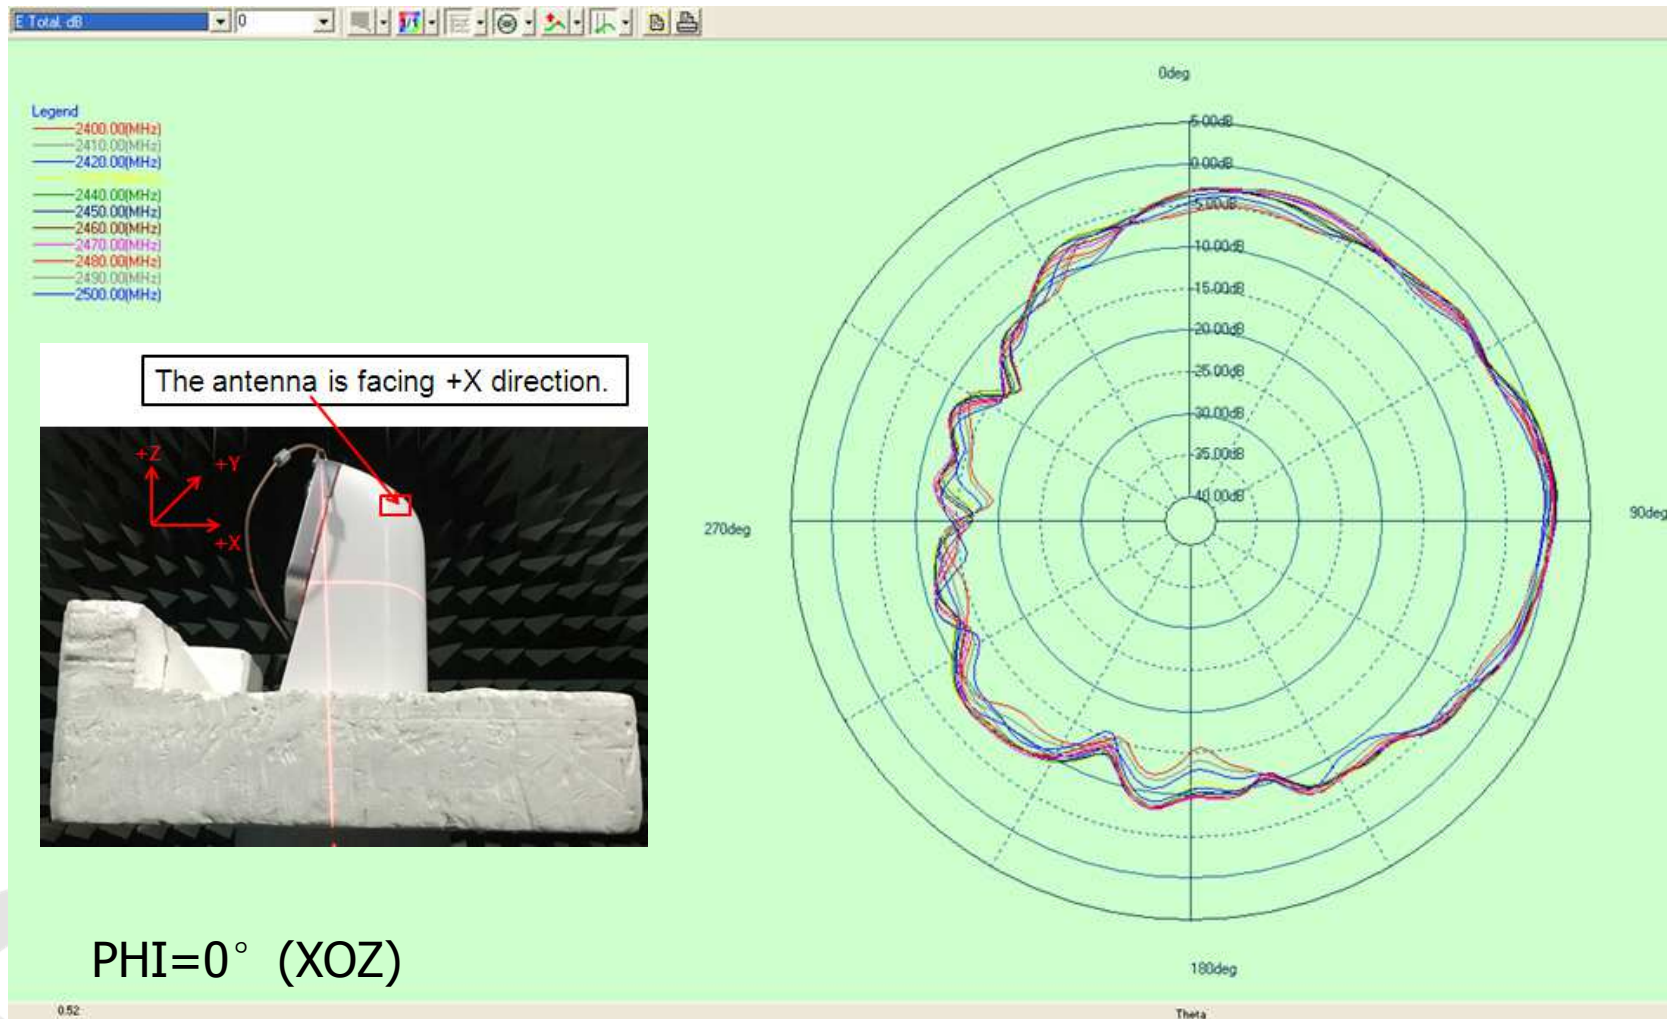 E Total. dB
0
Legend
2400.00(MHz)
2410.00(MHz)
2420.00(MHz)
2440.00(MHz)
2450.00(MHz)
2460.00(MHz)
2470.00(MHz)
2480.00(MHz)
2490.00(MHz)
2500.00(MHz)
The antenna is facing +X direction.
+Z
+Y
+X
0deg
5.00dB
0.00dB
-5.00dB
10.00dB
15.00dB
-20.00dB
25.00dB
30.00dB
35.00dB
40.00dB
270deg
90deg
180deg
PHI=0° (XOZ)
0.52
Theta